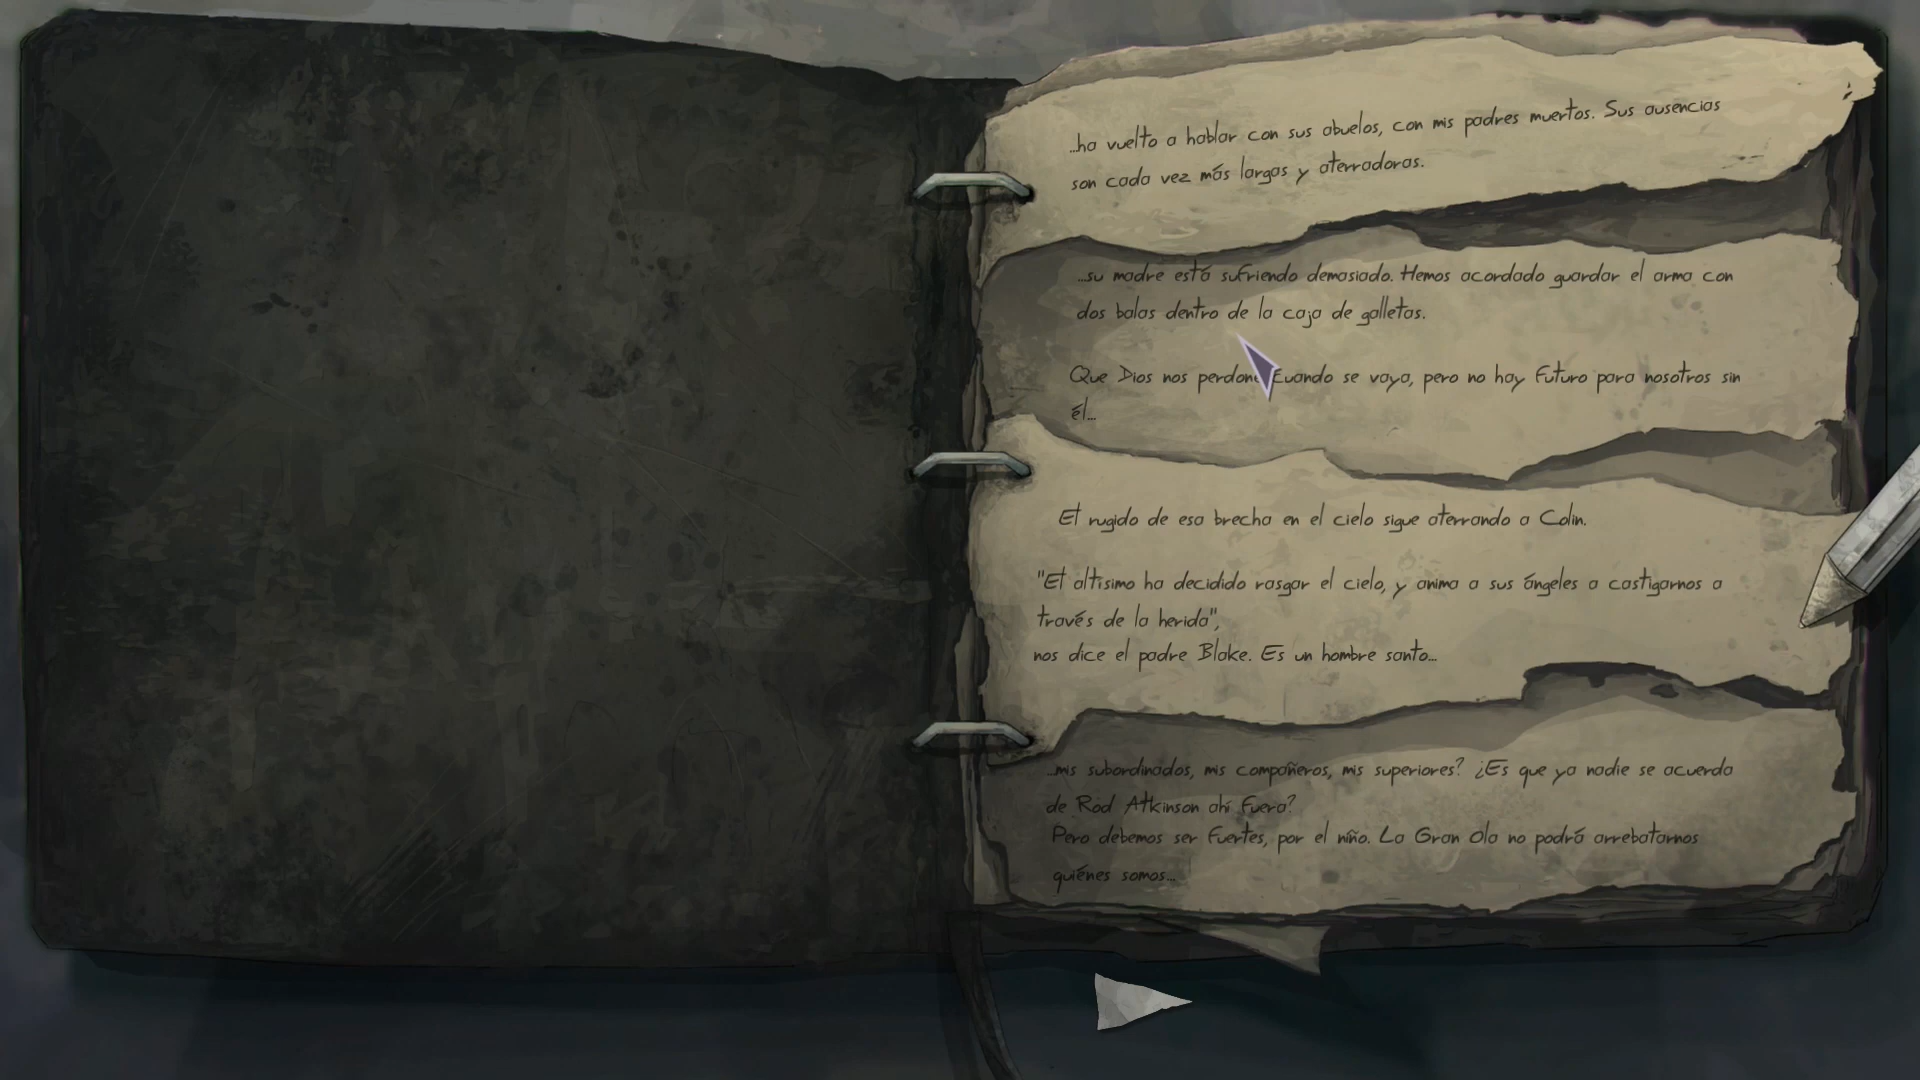 ...ha vuelto a hablar con sus abuelos, con mis padres muertos. Sus ausencias
son cada vez más largas y aterradoras.
...su madre está sufriendo demasiado. Hemos acordado guardar el arma con
dos balas dentro de la caja de galletas.
Que Dios nos perdone cuando se vaya, pero no hay futuro para nosotros sin
él...
El rugido de esa brecha en el cielo sigue aterrando a Colin.
"El altísimo ha decidido rasgar el cielo, y anima a sus ángeles a castigarnos a
través de la herida",
nos dice el padre Blake. Es un hombre santo...
...mis subordinados, mis compañeros, mis superiores? ¿Es que ya nadie se acuerda
de Rod Atkinson ahí fuera?
Pero debemos ser fuertes, por el niño. La Gran Ola no podrá arrebatarnos
quiénes somos...